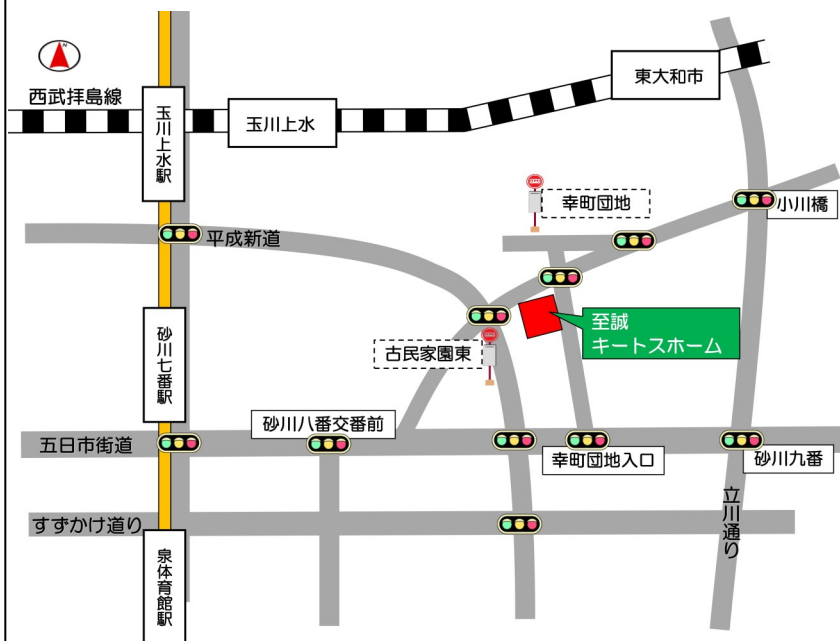 N
西武拝島線
玉川上水駅
玉川上水
東大和市
幸町団地
小川橋
平成新道
至誠
キートスホーム
砂川七番駅
古民家園東
砂川八番交番前
五日市街道
幸町団地入口
砂川九番
すずかけ道り
立川通り
泉体育館駅